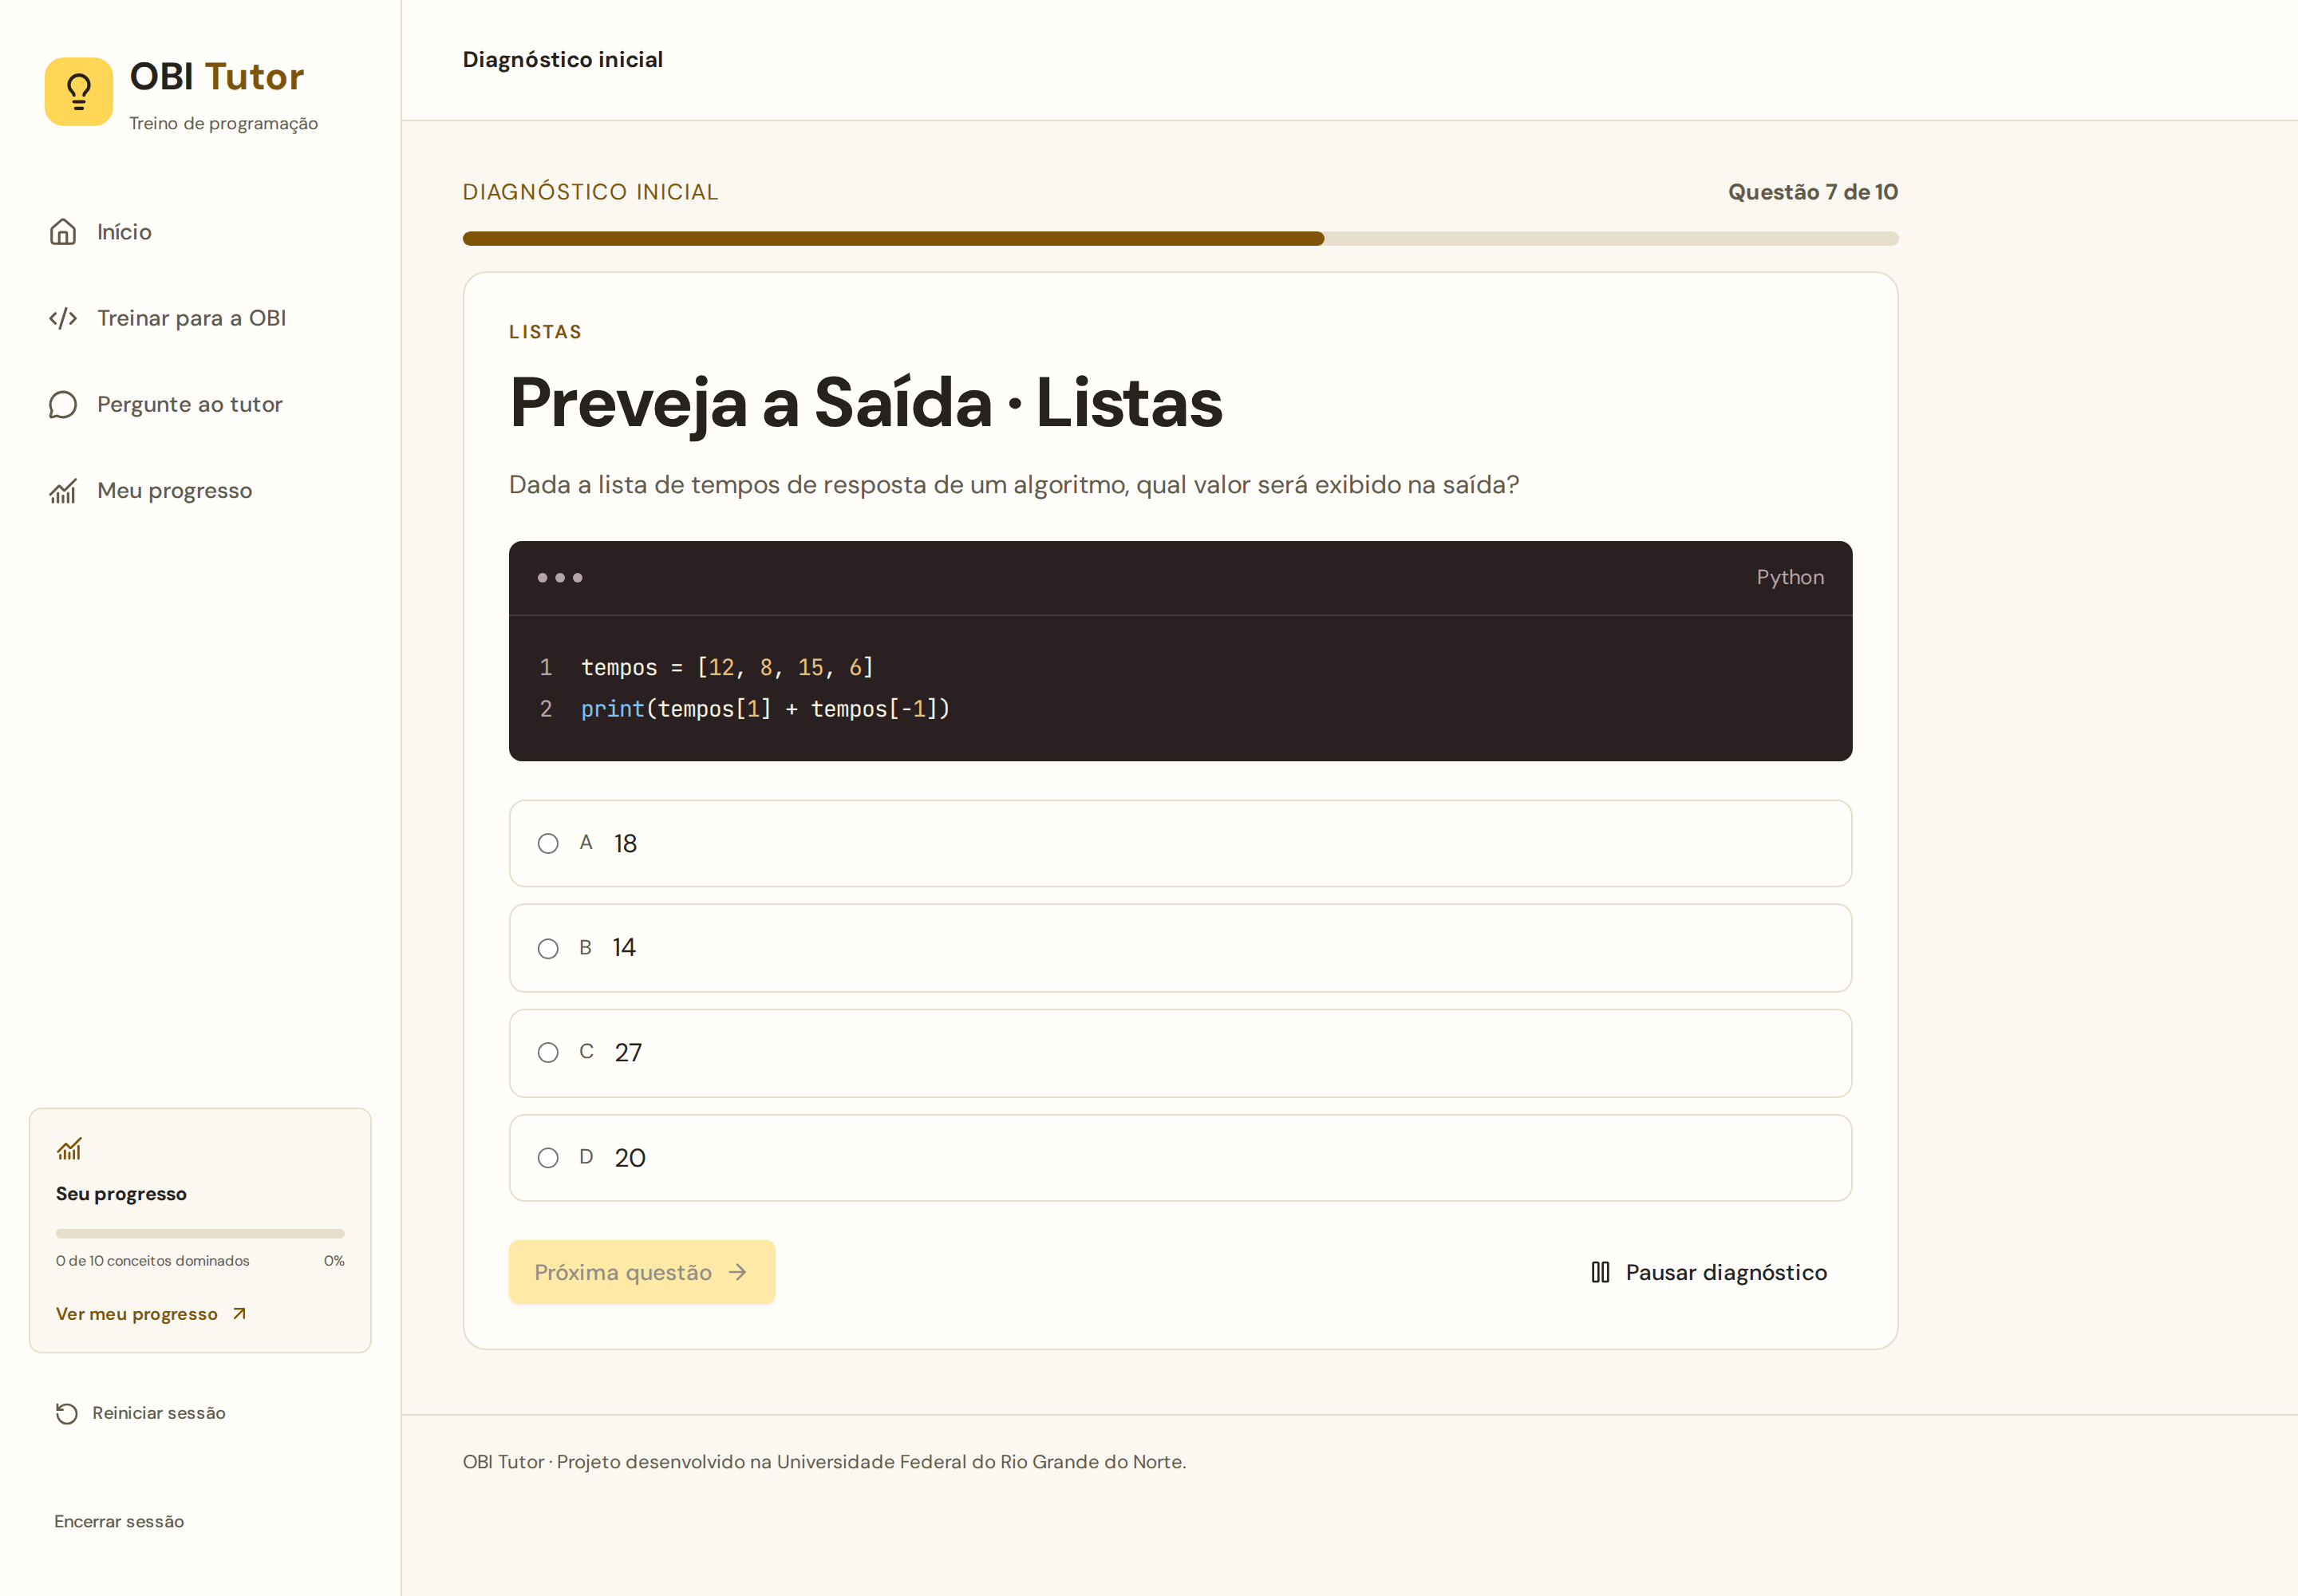 OBI Tutor
Treino de programação
Início
Treinar para a OBI
Pergunte ao tutor
Meu progresso
Seu progresso
0 de 10 conceitos dominados 0%
Ver meu progresso
Reiniciar sessão
Encerrar sessão
Diagnóstico inicial
DIAGNÓSTICO INICIAL Questão 7 de 10
LISTAS
Preveja a Saída · Listas
Dada a lista de tempos de resposta de um algoritmo, qual valor será exibido na saída?
Python
1 tempos = [12, 8, 15, 6]
2 print(tempos[1] + tempos[-1])
A 18
B 14
C 27
D 20
Próxima questão Pausar diagnóstico
OBI Tutor · Projeto desenvolvido na Universidade Federal do Rio Grande do Norte.